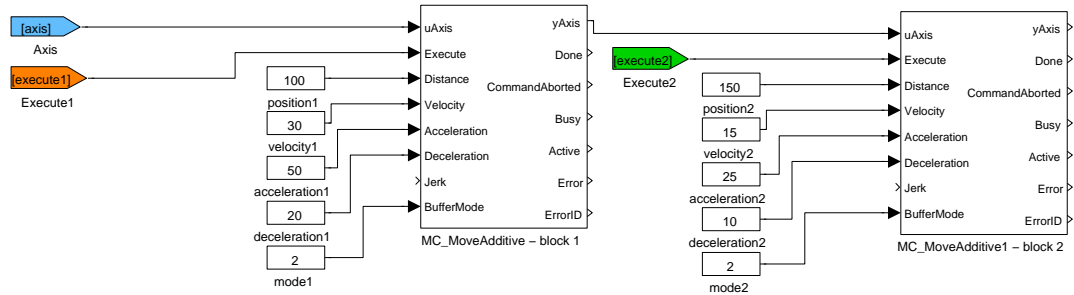 [axis]
Axis
[execute1]
Execute1
100
position1
30
velocity1
50
acceleration1
20
deceleration1
2
mode1
uAxis
Execute
Distance
Velocity
Acceleration
Deceleration
Jerk
BufferMode
yAxis
Done
CommandAborted
Busy
Active
Error
ErrorID
MC_MoveAdditive − block 1
[execute2]
Execute2
150
position2
15
velocity2
25
acceleration2
10
deceleration2
2
mode2
uAxis
Execute
Distance
Velocity
Acceleration
Deceleration
Jerk
BufferMode
yAxis
Done
CommandAborted
Busy
Active
Error
ErrorID
MC_MoveAdditive1 − block 2